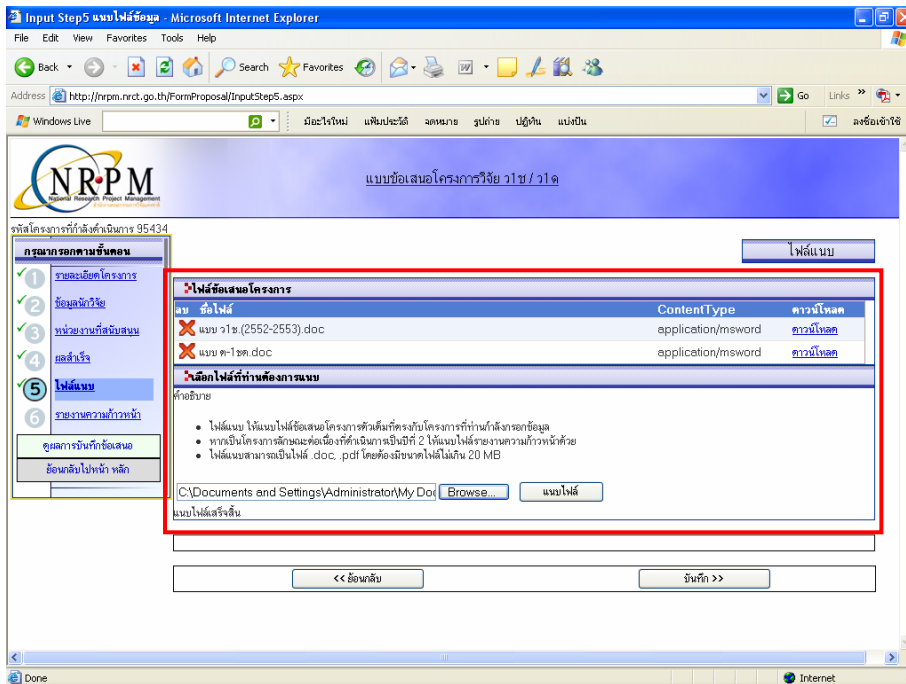 Input Step5 แนบไฟล์ข้อมูล - Microsoft Internet Explorer
File Edit View Favorites Tools Help
Back Search Favorites
Address http://nrpm.nrct.go.th/FormProposal/InputStep5.aspx Go Links
Windows Live มีอะไรใหม่ แฟ้มประวัติ จดหมาย รูปถ่าย ปฏิทิน แบ่งปัน ลงชื่อเข้าใช้
NRPM
National Research Project Management
แบบข้อเสนอโครงการวิจัย ว1ช / ว1ด
รหัสโครงการที่กำลังดำเนินการ 95434
กรุณากรอกตามขั้นตอน
ไฟล์แนบ
1 รายละเอียดโครงการ
2 ข้อมูลนักวิจัย
3 หน่วยงานที่สนับสนุน
4 ผลสำเร็จ
5 ไฟล์แนบ
6 รายงานความก้าวหน้า
ดูผลการบันทึกข้อเสนอ
ย้อนกลับไปหน้า หลัก
ไฟล์ข้อเสนอโครงการ
ลบ ชื่อไฟล์ ContentType ดาวน์โหลด
แบบ ว1ช.(2552-2553).doc application/msword ดาวน์โหลด
แบบ ต-1ชด.doc application/msword ดาวน์โหลด
เลือกไฟล์ที่ท่านต้องการแนบ
คำอธิบาย
• ไฟล์แนบ ให้แนบไฟล์ข้อเสนอโครงการตัวเต็มที่ตรงกับโครงการที่ท่านกำลังกรอกข้อมูล
• หากเป็นโครงการลักษณะต่อเนื่องที่ดำเนินการเป็นปีที่ 2 ให้แนบไฟล์รายงานความก้าวหน้าด้วย
• ไฟล์แนบสามารถเป็นไฟล์ .doc, .pdf โดยต้องมีขนาดไฟล์ไม่เกิน 20 MB
C:\Documents and Settings\Administrator\My Doc Browse... แนบไฟล์
แนบไฟล์เสร็จสิ้น
<< ย้อนกลับ บันทึก >>
Done Internet